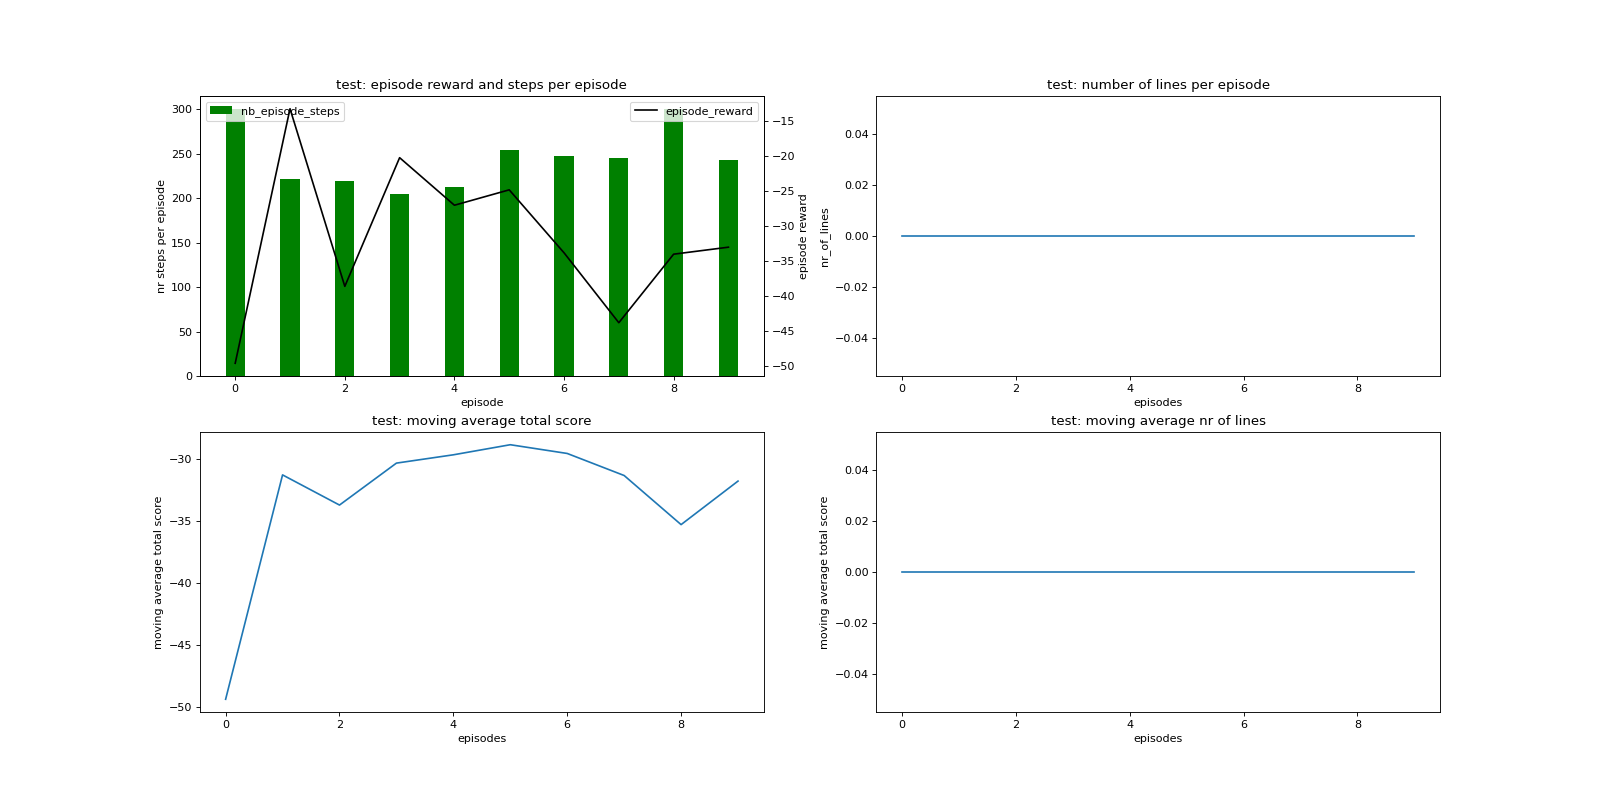 test: episode reward and steps per episode
nb_episode_steps
episode_reward
nr steps per episode
300
250
200
150
100
50
0
−15
−20
−25
−30
−35
−40
−45
−50
episode reward
0 2 4 6 8
episode
test: number of lines per episode
nr_of_lines
0.04
0.02
0.00
−0.02
−0.04
0 2 4 6 8
episodes
test: moving average total score
moving average total score
−30
−35
−40
−45
−50
0 2 4 6 8
episodes
test: moving average nr of lines
moving average total score
0.04
0.02
0.00
−0.02
−0.04
0 2 4 6 8
episodes